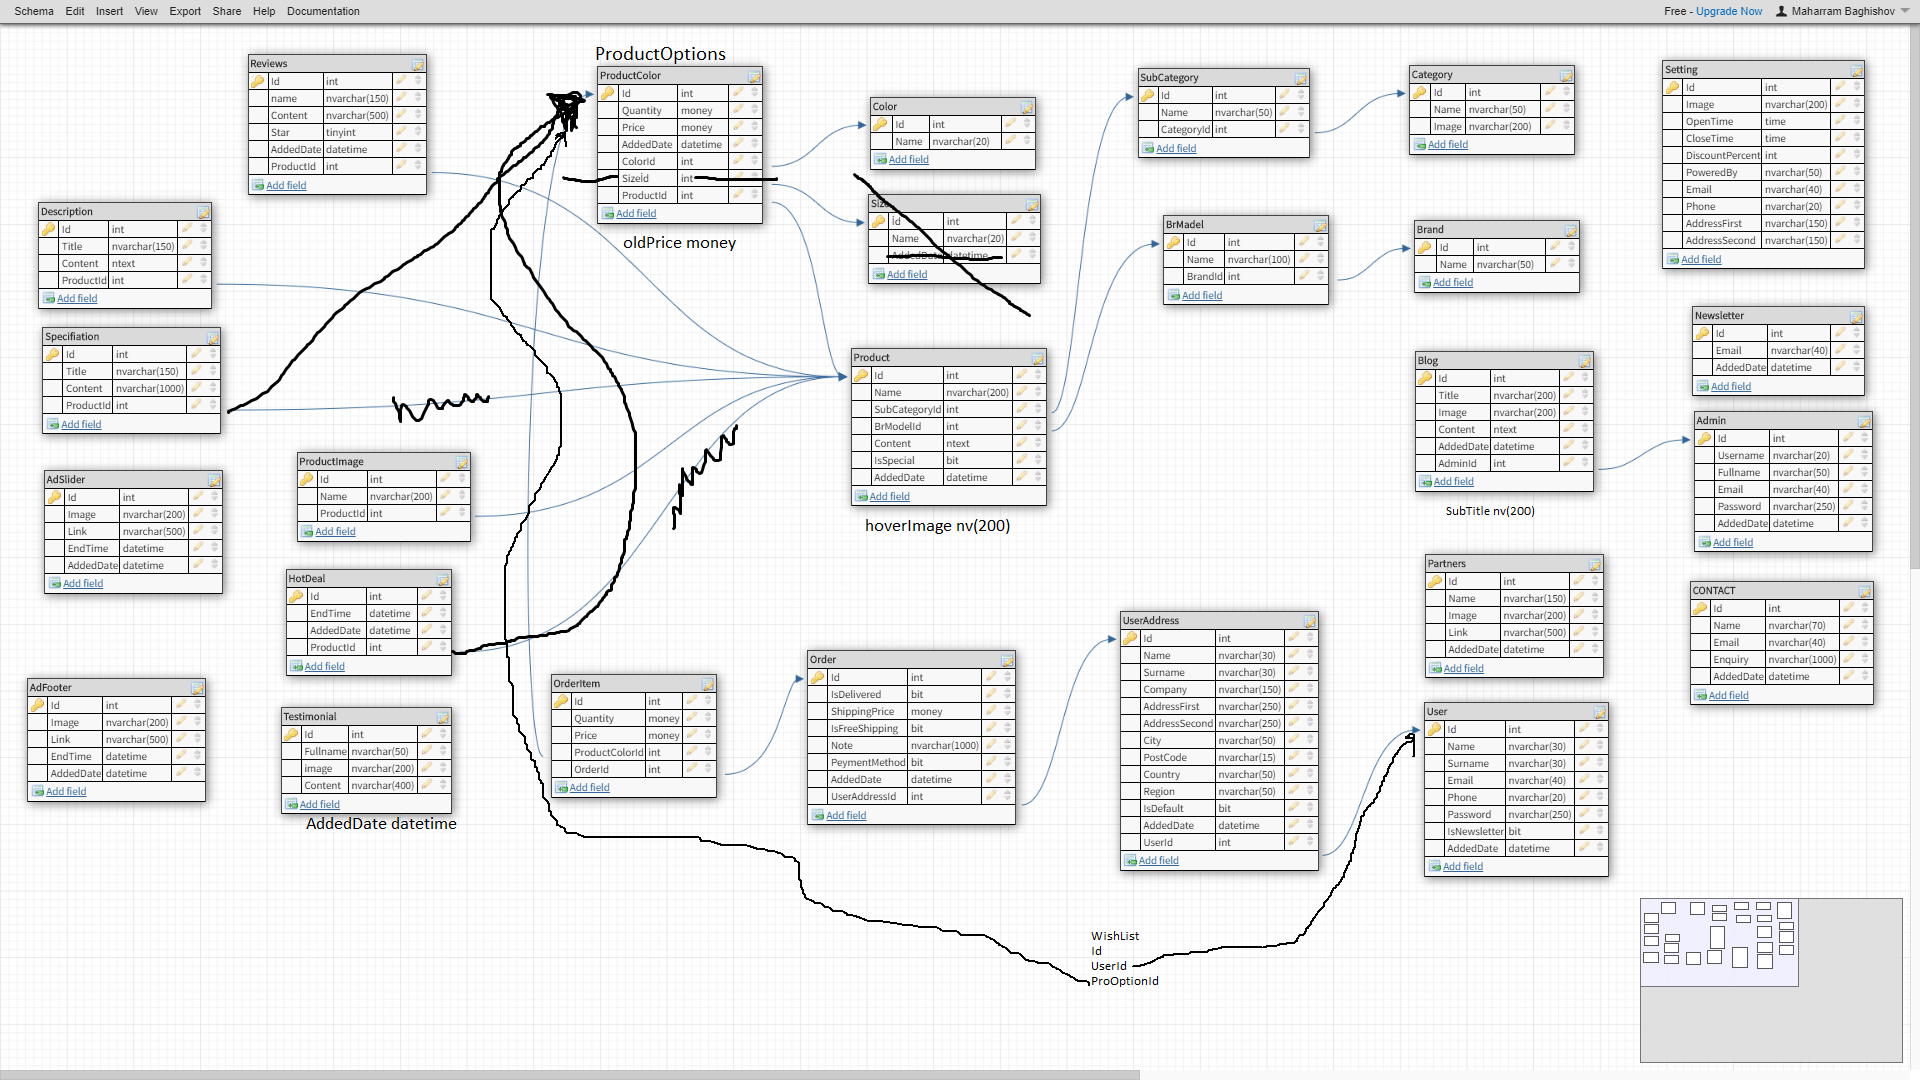 Schema Edit Insert View Export Share Help Documentation
Free - Upgrade Now Maharram Baghishov
Reviews
Id int
name nvarchar(150)
Content nvarchar(500)
Star tinyint
AddedDate datetime
ProductId int
Add field
ProductOptions
ProductColor
Id int
Quantity money
Price money
AddedDate datetime
ColorId int
SizeId int
ProductId int
Add field
oldPrice money
Color
Id int
Name nvarchar(20)
Add field
Size
Id int
Name nvarchar(20)
AddedDate datetime
Add field
SubCategory
Id int
Name nvarchar(50)
CategoryId int
Add field
Category
Id int
Name nvarchar(50)
Image nvarchar(200)
Add field
Setting
Id int
Image nvarchar(200)
OpenTime time
CloseTime time
DiscountPercent int
PoweredBy nvarchar(50)
Email nvarchar(40)
Phone nvarchar(20)
AddressFirst nvarchar(150)
AddressSecond nvarchar(150)
Add field
Description
Id int
Title nvarchar(150)
Content ntext
ProductId int
Add field
BrMadel
Id int
Name nvarchar(100)
BrandId int
Add field
Brand
Id int
Name nvarchar(50)
Add field
Specifiation
Id int
Title nvarchar(150)
Content nvarchar(1000)
ProductId int
Add field
Product
Id int
Name nvarchar(200)
SubCategoryId int
BrModelId int
Content ntext
IsSpecial bit
AddedDate datetime
Add field
hoverImage nv(200)
Blog
Id int
Title nvarchar(200)
Image nvarchar(200)
Content ntext
AddedDate datetime
AdminId int
Add field
SubTitle nv(200)
Newsletter
Id int
Email nvarchar(40)
AddedDate datetime
Add field
Admin
Id int
Username nvarchar(20)
Fullname nvarchar(50)
Email nvarchar(40)
Password nvarchar(250)
AddedDate datetime
Add field
AdSlider
Id int
Image nvarchar(200)
Link nvarchar(500)
EndTime datetime
AddedDate datetime
Add field
ProductImage
Id int
Name nvarchar(200)
ProductId int
Add field
HotDeal
Id int
EndTime datetime
AddedDate datetime
ProductId int
Add field
Partners
Id int
Name nvarchar(150)
Image nvarchar(200)
Link nvarchar(500)
AddedDate datetime
Add field
CONTACT
Id int
Name nvarchar(70)
Email nvarchar(40)
Enquiry nvarchar(1000)
AddedDate datetime
Add field
AdFooter
Id int
Image nvarchar(200)
Link nvarchar(500)
EndTime datetime
AddedDate datetime
Add field
Testimonial
Id int
Fullname nvarchar(50)
image nvarchar(200)
Content nvarchar(400)
Add field
AddedDate datetime
OrderItem
Id int
Quantity money
Price money
ProductColorId int
OrderId int
Add field
Order
Id int
IsDelivered bit
ShippingPrice money
IsFreeShipping bit
Note nvarchar(1000)
PeymentMethod bit
AddedDate datetime
UserAddressId int
Add field
UserAddress
Id int
Name nvarchar(30)
Surname nvarchar(30)
Company nvarchar(150)
AddressFirst nvarchar(250)
AddressSecond nvarchar(250)
City nvarchar(50)
PostCode nvarchar(15)
Country nvarchar(50)
Region nvarchar(50)
IsDefault bit
AddedDate datetime
UserId int
Add field
User
Id int
Name nvarchar(30)
Surname nvarchar(30)
Email nvarchar(40)
Phone nvarchar(20)
Password nvarchar(250)
IsNewsletter bit
AddedDate datetime
Add field
WishList
Id
UserId
ProOptionId